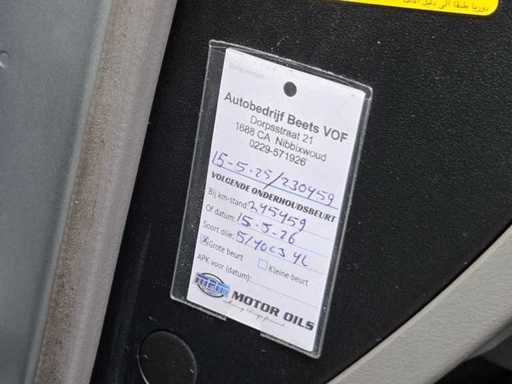 Autobedrijf Beets VOF
Dorpsstraat 21
1688 CA Nibbixwoud
0229-571926
15-5-25/230459
VOLGENDE ONDERHOUDSBEURT
Bij km-stand: 245459
Of datum: 15-5-26
Soort olie: 5/40C3 4L
Grote beurt Kleine beurt
APK voor (datum):
MPM MOTOR OILS